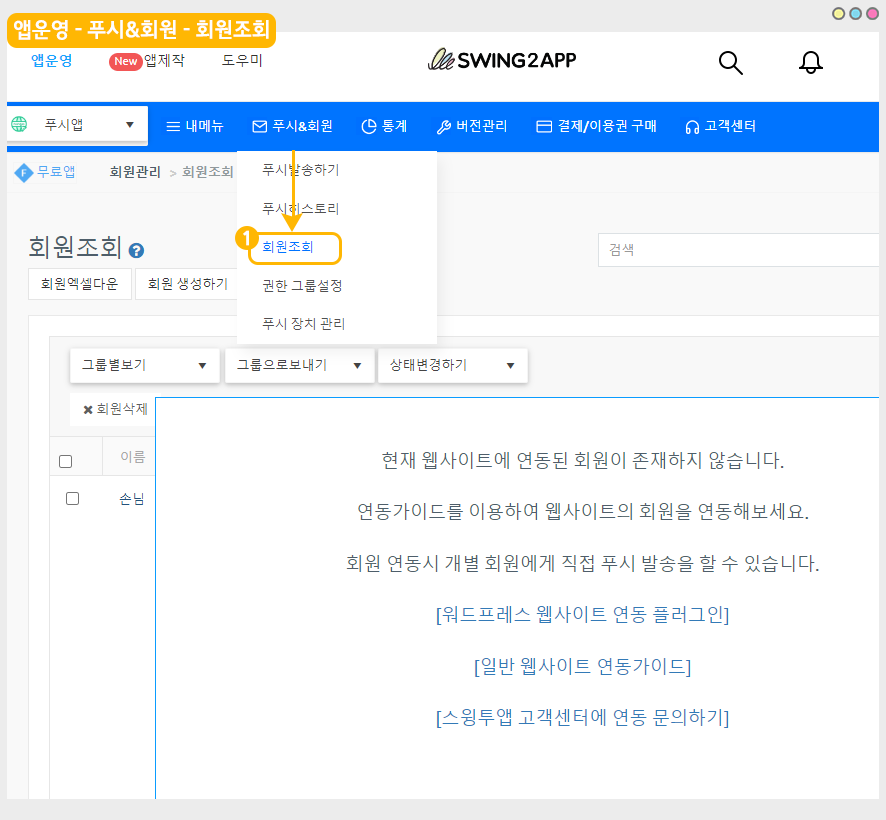 앱운영 - 푸시&회원 - 회원조회
앱운영 New 앱제작 도우미 SWING2APP
푸시앱 ▼ 내메뉴 푸시&회원 통계 버전관리 결제/이용권 구매 고객센터
F 무료앱 회원관리 > 회원조회
푸시발송하기
푸시히스토리
1 회원조회
권한 그룹설정
푸시 장치 관리
회원조회 ?
검색
회원엑셀다운 회원 생성하기
그룹별보기 ▼ 그룹으로보내기 ▼ 상태변경하기 ▼
✖ 회원삭제
이름
손님
현재 웹사이트에 연동된 회원이 존재하지 않습니다.
연동가이드를 이용하여 웹사이트의 회원을 연동해보세요.
회원 연동시 개별 회원에게 직접 푸시 발송을 할 수 있습니다.
[워드프레스 웹사이트 연동 플러그인]
[일반 웹사이트 연동가이드]
[스윙투앱 고객센터에 연동 문의하기]